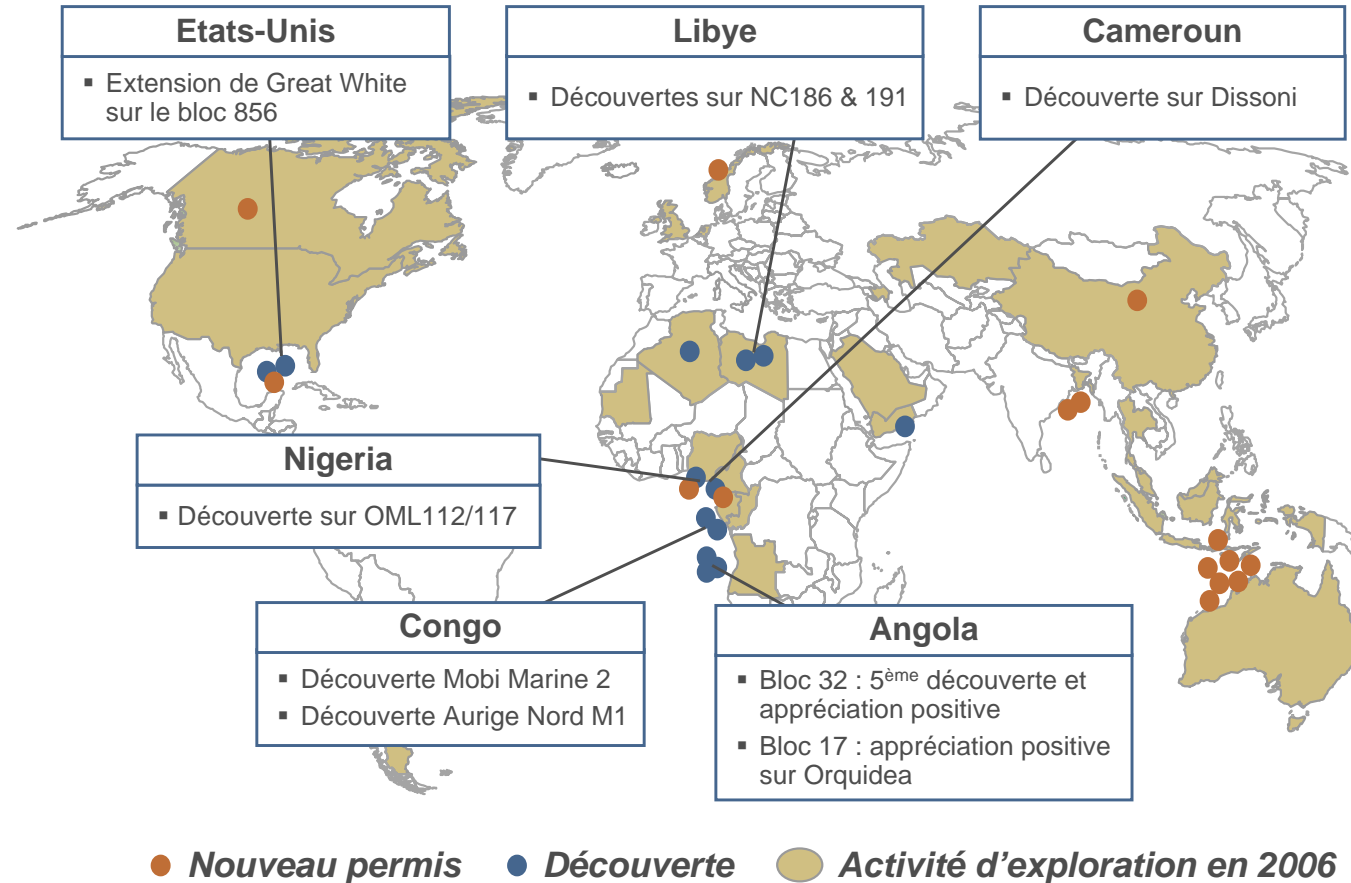 Etats-Unis
▪ Extension de Great White
sur le bloc 856
Libye
▪ Découvertes sur NC186 & 191
Cameroun
▪ Découverte sur Dissoni
Nigeria
▪ Découverte sur OML112/117
Congo
▪ Découverte Mobi Marine 2
▪ Découverte Aurige Nord M1
Angola
▪ Bloc 32 : 5ème découverte et
appréciation positive
▪ Bloc 17 : appréciation positive
sur Orquidea
Nouveau permis Découverte Activité d'exploration en 2006